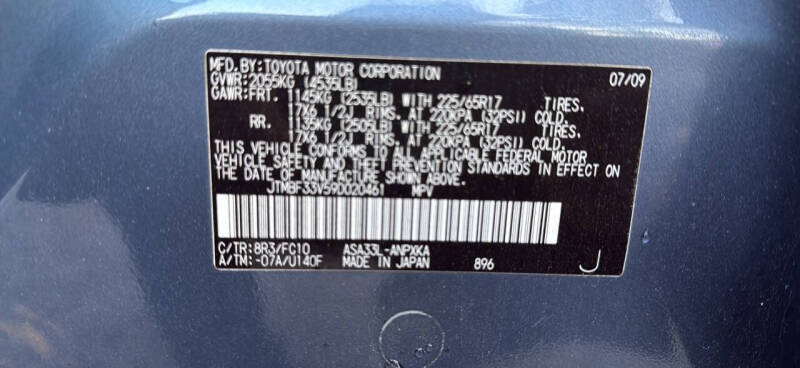 MFD.BY:TOYOTA MOTOR CORPORATION 07/09
GVWR:2055KG (4535LB)
GAWR:FRT. 1145KG (2535LB) WITH 225/65R17 TIRES.
17X6 1/2J RIMS. AT 220KPA (32PSI) COLD.
RR. 1135KG (2505LB) WITH 225/65R17 TIRES.
17X6 1/2J RIMS. AT 220KPA (32PSI) COLD.
THIS VEHICLE CONFORMS TO ALL APPLICABLE FEDERAL MOTOR
VEHICLE SAFETY AND THEFT PREVENTION STANDARDS IN EFFECT ON
THE DATE OF MANUFACTURE SHOWN ABOVE.
JTMBF33V59D020461 MPV
C/TR:8R3/FC10 ASA33L-ANPXKA
A/TM:-07A/U140F MADE IN JAPAN 896 J